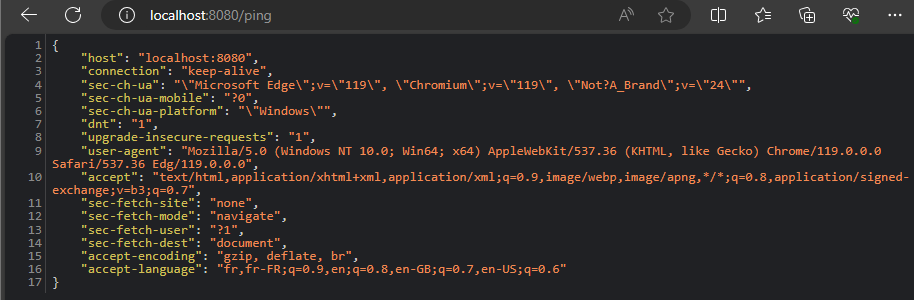 localhost:8080/ping
1 {
2 "host": "localhost:8080",
3 "connection": "keep-alive",
4 "sec-ch-ua": "\"Microsoft Edge\";v=\"119\", \"Chromium\";v=\"119\", \"Not?A_Brand\";v=\"24\"",
5 "sec-ch-ua-mobile": "?0",
6 "sec-ch-ua-platform": "\"Windows\"",
7 "dnt": "1",
8 "upgrade-insecure-requests": "1",
9 "user-agent": "Mozilla/5.0 (Windows NT 10.0; Win64; x64) AppleWebKit/537.36 (KHTML, like Gecko) Chrome/119.0.0.0
Safari/537.36 Edg/119.0.0.0",
10 "accept": "text/html,application/xhtml+xml,application/xml;q=0.9,image/webp,image/apng,*/*;q=0.8,application/signed-
exchange;v=b3;q=0.7",
11 "sec-fetch-site": "none",
12 "sec-fetch-mode": "navigate",
13 "sec-fetch-user": "?1",
14 "sec-fetch-dest": "document",
15 "accept-encoding": "gzip, deflate, br",
16 "accept-language": "fr,fr-FR;q=0.9,en;q=0.8,en-GB;q=0.7,en-US;q=0.6"
17 }